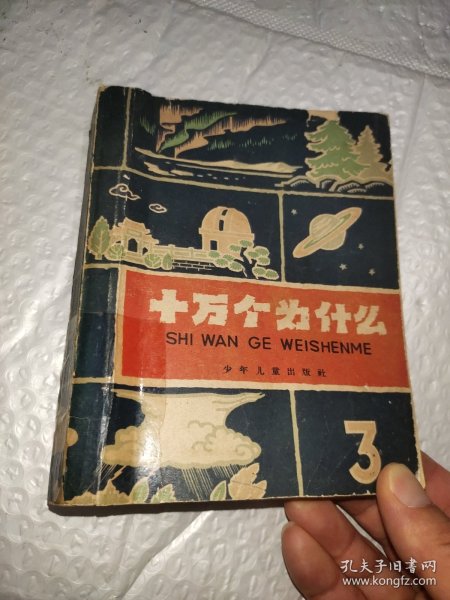 十万个为什么
SHI WAN GE WEISHENME
少年儿童出版社
3
孔夫子旧书网
www.kongfz.com